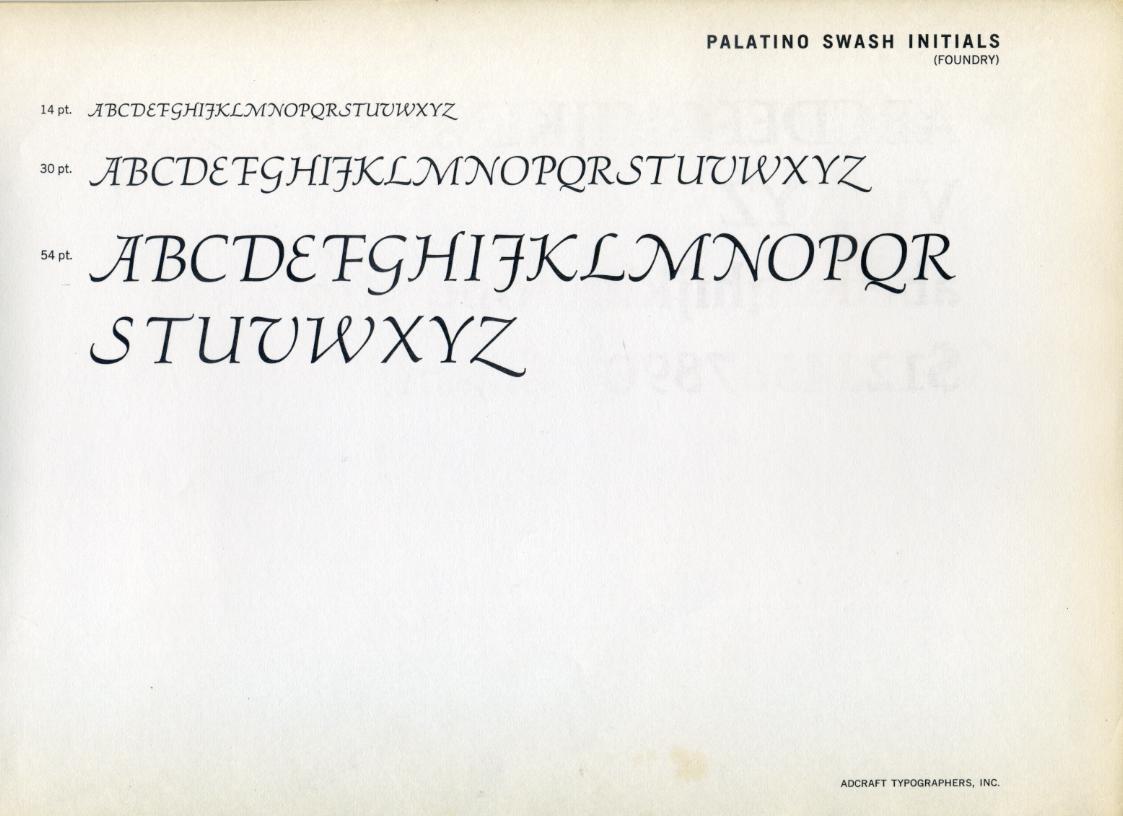 PALATINO SWASH INITIALS
(FOUNDRY)
14 pt. ABCDEFGHIJKLMNOPQRSTUVWXYZ
30 pt. ABCDEFGHIJKLMNOPQRSTUVWXYZ
54 pt. ABCDEFGHIJKLMNOPQR
STUVWXYZ
ADCRAFT TYPOGRAPHERS, INC.